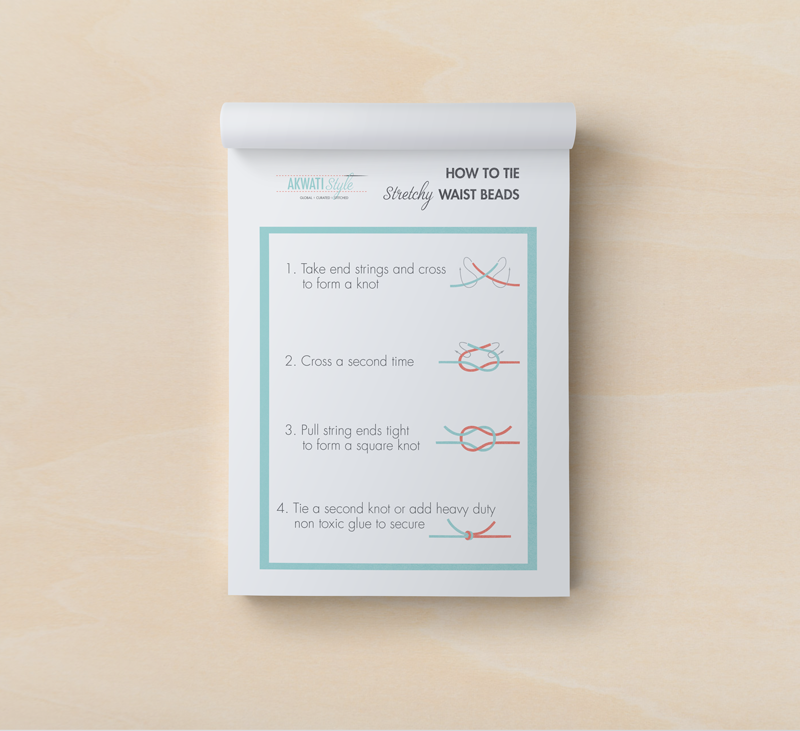 AKWATI Style
GLOBAL • CURATED • LIFESTYLED
HOW TO TIE
Stretchy WAIST BEADS
1. Take end strings and cross
to form a knot
2. Cross a second time
3. Pull string ends tight
to form a square knot
4. Tie a second knot or add heavy duty
non toxic glue to secure